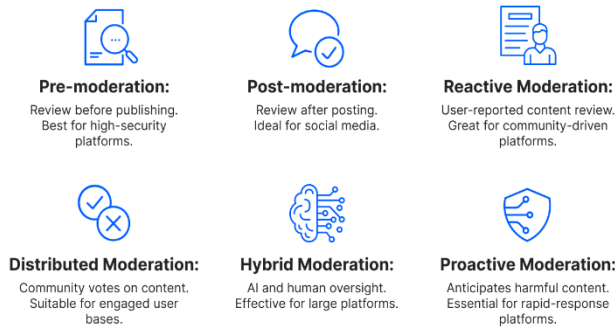 Pre-moderation:
Review before publishing.
Best for high-security
platforms.
Post-moderation:
Review after posting.
Ideal for social media.
Reactive Moderation:
User-reported content review.
Great for community-driven
platforms.
Distributed Moderation:
Community votes on content.
Suitable for engaged user
bases.
Hybrid Moderation:
AI and human oversight.
Effective for large platforms.
Proactive Moderation:
Anticipates harmful content.
Essential for rapid-response
platforms.